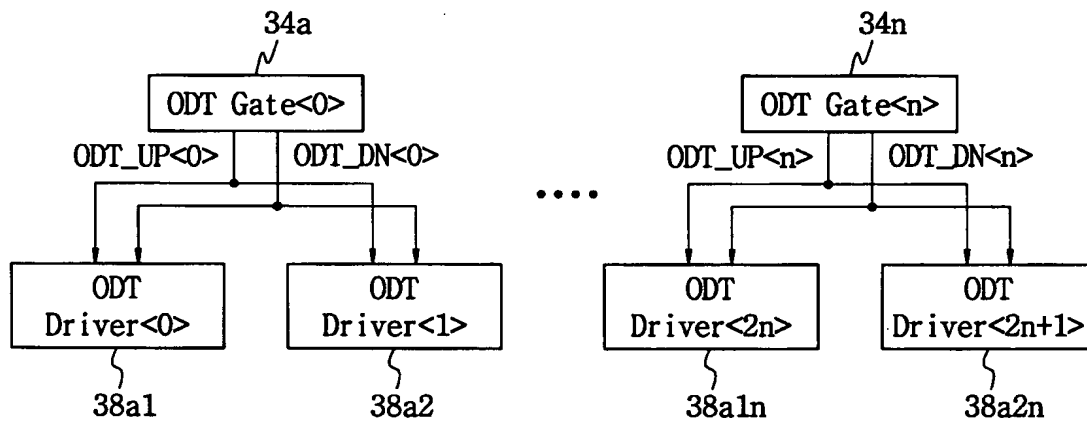 34a
34n
ODT Gate<0>
ODT Gate<n>
ODT_UP<0>
ODT_DN<0>
ODT_UP<n>
ODT_DN<n>
ODT
Driver<0>
ODT
Driver<1>
ODT
Driver<2n>
ODT
Driver<2n+1>
38a1
38a2
38a1n
38a2n